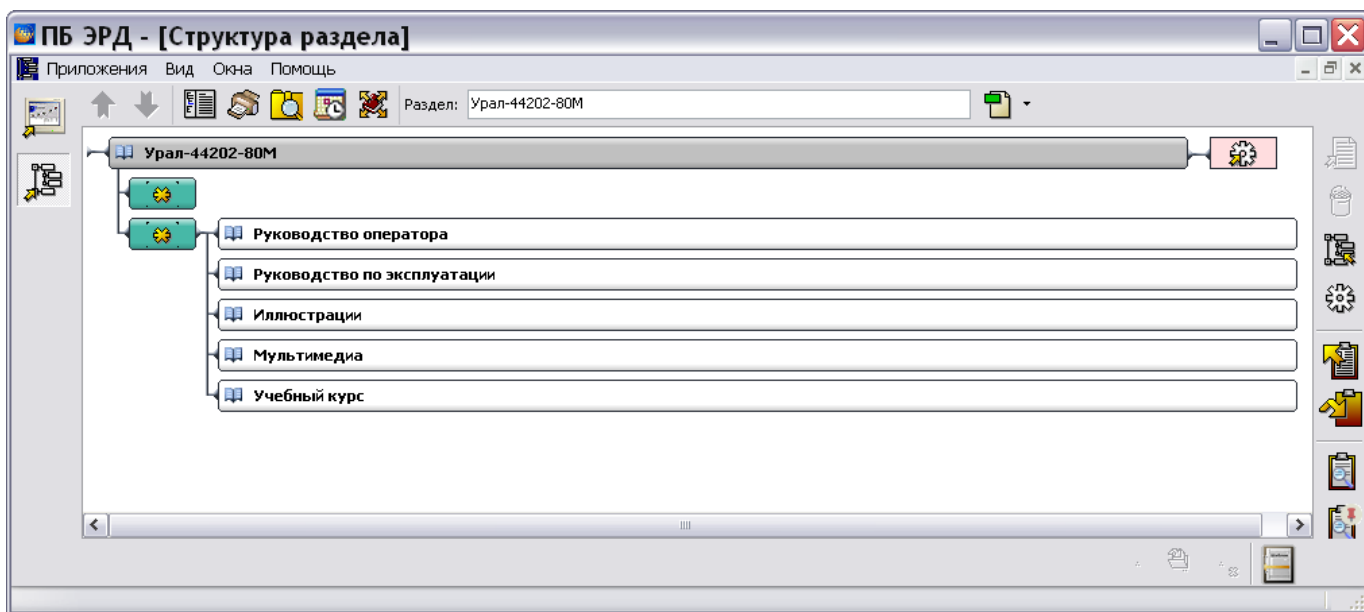 ПБ ЭРД - [Структура раздела]
Приложения Вид Окна Помощь
Раздел: Урал-44202-80М
Урал-44202-80М
Руководство оператора
Руководство по эксплуатации
Иллюстрации
Мультимедиа
Учебный курс